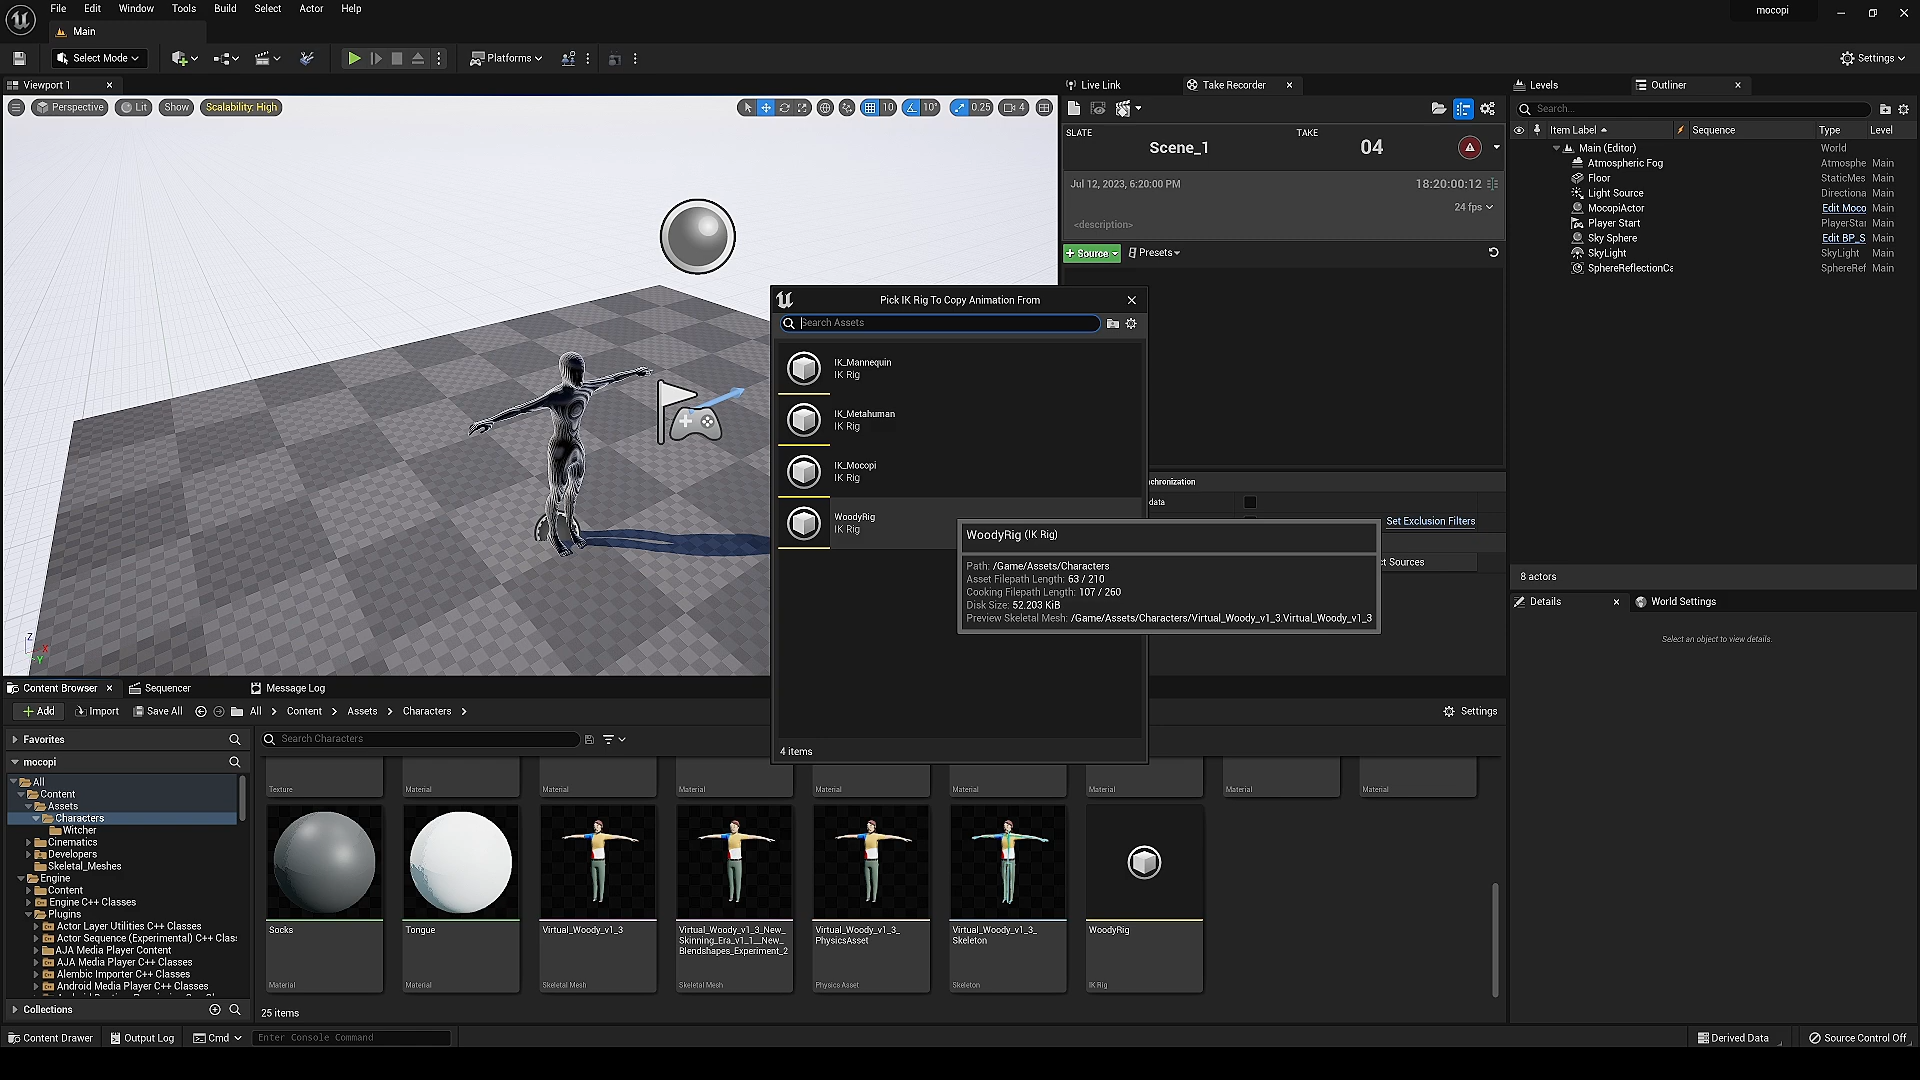 File Edit Window Tools Build Select Actor Help
mocopi
Main
Select Mode
Platforms
Settings
Viewport 1
Perspective
Lit
Show
Scalability: High
10
10°
0.25
4
Live Link
Take Recorder
SLATE
Scene_1
TAKE
04
Jul 12, 2023, 6:20:00 PM
18:20:00:12
24 fps
<description>
+ Source
Presets
chronization
data
Set Exclusion Filters
ct Sources
Levels
Outliner
Search...
Item Label
Sequence
Type
Level
Main (Editor) World
Atmospheric Fog Atmosphe Main
Floor StaticMes Main
Light Source Directiona Main
MocopiActor Edit Moco Main
Player Start PlayerStar Main
Sky Sphere Edit BP_S Main
SkyLight SkyLight Main
SphereReflectionCa SphereRef Main
8 actors
Details
World Settings
Select an object to view details.
Pick IK Rig To Copy Animation From
Search Assets
IK_Mannequin
IK Rig
IK_Metahuman
IK Rig
IK_Mocopi
IK Rig
WoodyRig
IK Rig
4 items
WoodyRig (IK Rig)
Path: /Game/Assets/Characters
Asset Filepath Length: 63 / 210
Cooking Filepath Length: 107 / 260
Disk Size: 52.203 KiB
Preview Skeletal Mesh: /Game/Assets/Characters/Virtual_Woody_v1_3.Virtual_Woody_v1_3
Z
X
Y
Content Browser
Sequencer
Message Log
+ Add
Import
Save All
All > Content > Assets > Characters >
Settings
Favorites
mocopi
All
Content
Assets
Characters
Witcher
Cinematics
Developers
Skeletal_Meshes
Engine
Content
Engine C++ Classes
Plugins
Actor Layer Utilities C++ Classes
Actor Sequence (Experimental) C++ Class
AJA Media Player Content
AJA Media Player C++ Classes
Alembic Importer C++ Classes
Android Media Player C++ Classes
Collections
Search Characters
Texture
Material
Material
Material
Material
Material
Material
Material
Material
Socks
Material
Tongue
Material
Virtual_Woody_v1_3
Skeletal Mesh
Virtual_Woody_v1_3_New_
Skinning_Era_v1_1__New_
Blendshapes_Experiment_2
Skeletal Mesh
Virtual_Woody_v1_3_
PhysicsAsset
Physics Asset
Virtual_Woody_v1_3_
Skeleton
Skeleton
WoodyRig
IK Rig
25 items
Content Drawer
Output Log
Cmd
Enter Console Command
Derived Data
Source Control Off